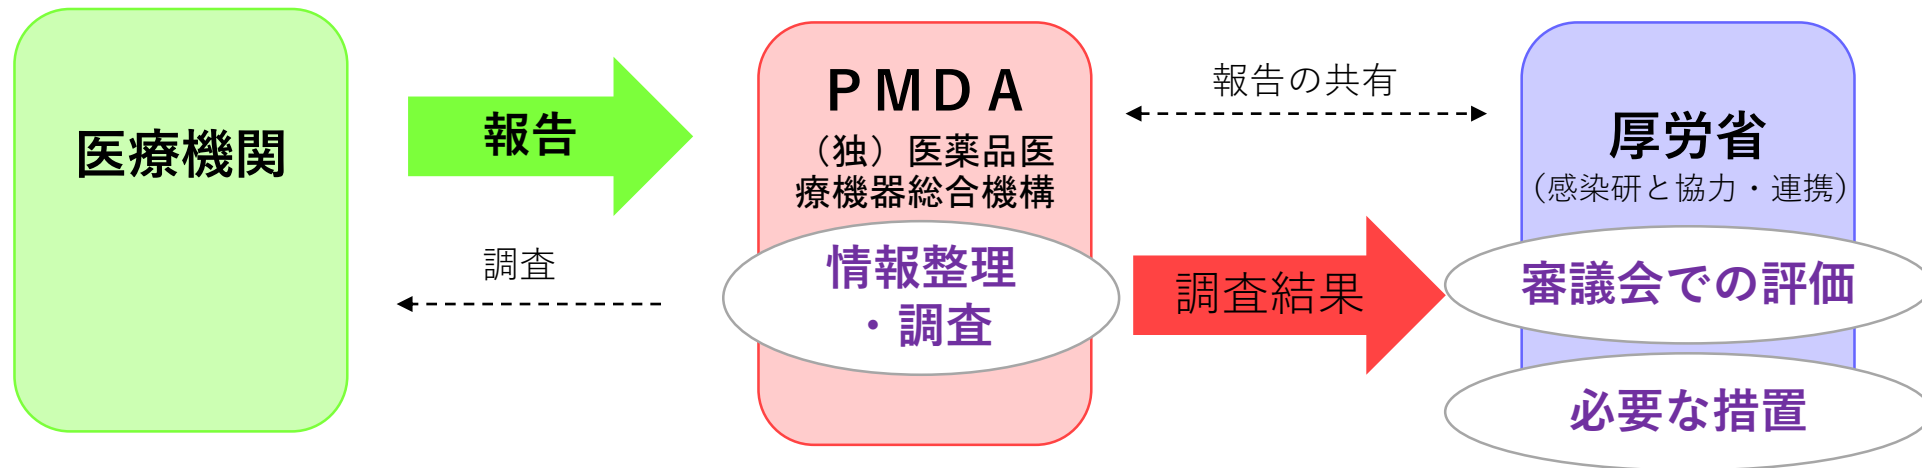 医療機関
報告
調査
ＰＭＤＡ
（独）医薬品医
療機器総合機構
情報整理
・調査
報告の共有
調査結果
厚労省
（感染研と協力・連携）
審議会での評価
必要な措置